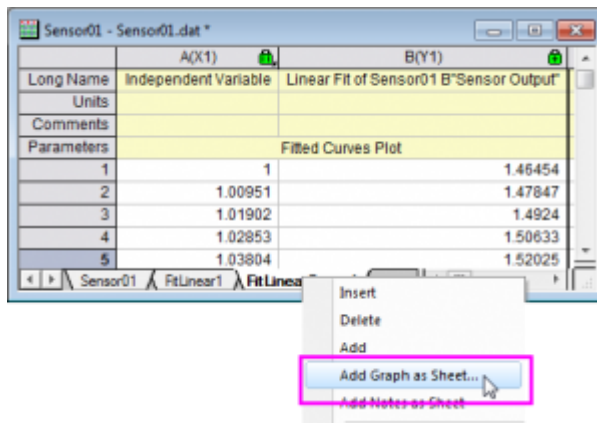 Sensor01 - Sensor01.dat *
A(X1) B(Y1)
Long Name Independent Variable Linear Fit of Sensor01 B"Sensor Output"
Units
Comments
Parameters Fitted Curves Plot
1 1 1.46454
2 1.00951 1.47847
3 1.01902 1.4924
4 1.02853 1.50633
5 1.03804 1.52025
Sensor01 FitLinear1
Insert
Delete
Add
Add Graph as Sheet...
Add Notes as Sheet